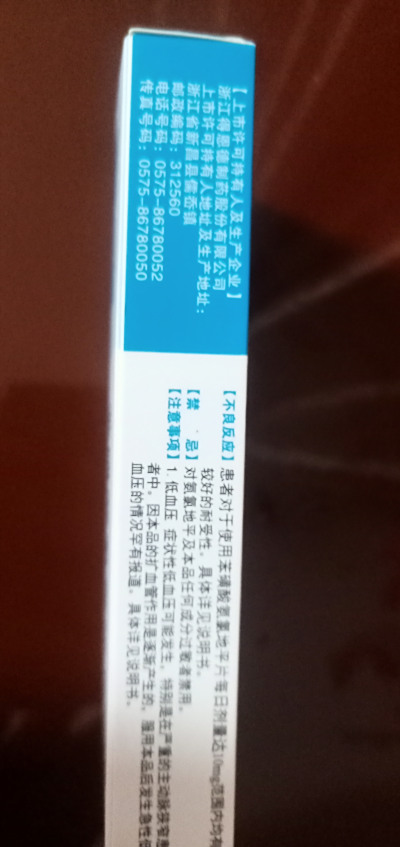 【上市许可持有人及生产企业】
浙江得恩德制药股份有限公司
上市许可持有人地址及生产地址：
浙江省新昌县儒岙镇
邮政编码：312560
电话号码：0575-86780052
传真号码：0575-86780050
【不良反应】患者对于使用苯磺酸氨氯地平片每日剂量达10mg范围内均有
较好的耐受性。具体详见说明书。
【禁 忌】对氨氯地平及本品任何成分过敏者禁用。
【注意事项】1.低血压 症状性低血压可能发生，特别是在严重的主动脉狭窄患
者中。因本品的扩血管作用是逐渐产生的，服用本品后发生急性低
血压的情况罕有报道。具体详见说明书。